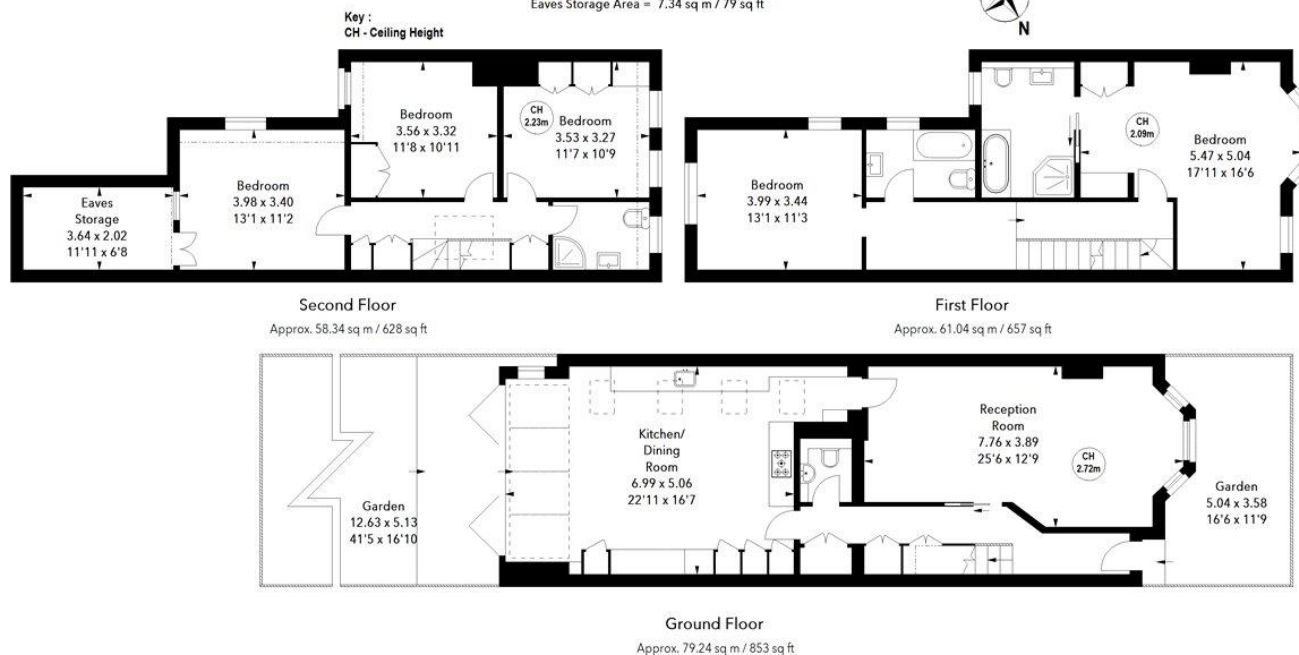 Eaves Storage Area = 7.34 sq m / 79 sq ft
Key :
CH - Ceiling Height
N
Bedroom
3.56 x 3.32
11'8 x 10'11
CH
2.23m
Bedroom
3.53 x 3.27
11'7 x 10'9
Bedroom
3.98 x 3.40
13'1 x 11'2
Eaves
Storage
3.64 x 2.02
11'11 x 6'8
Second Floor
Approx. 58.34 sq m / 628 sq ft
CH
2.09m
Bedroom
5.47 x 5.04
17'11 x 16'6
Bedroom
3.99 x 3.44
13'1 x 11'3
First Floor
Approx. 61.04 sq m / 657 sq ft
Garden
12.63 x 5.13
41'5 x 16'10
Kitchen/
Dining
Room
6.99 x 5.06
22'11 x 16'7
Reception
Room
7.76 x 3.89
25'6 x 12'9
CH
2.72m
Garden
5.04 x 3.58
16'6 x 11'9
Ground Floor
Approx. 79.24 sq m / 853 sq ft